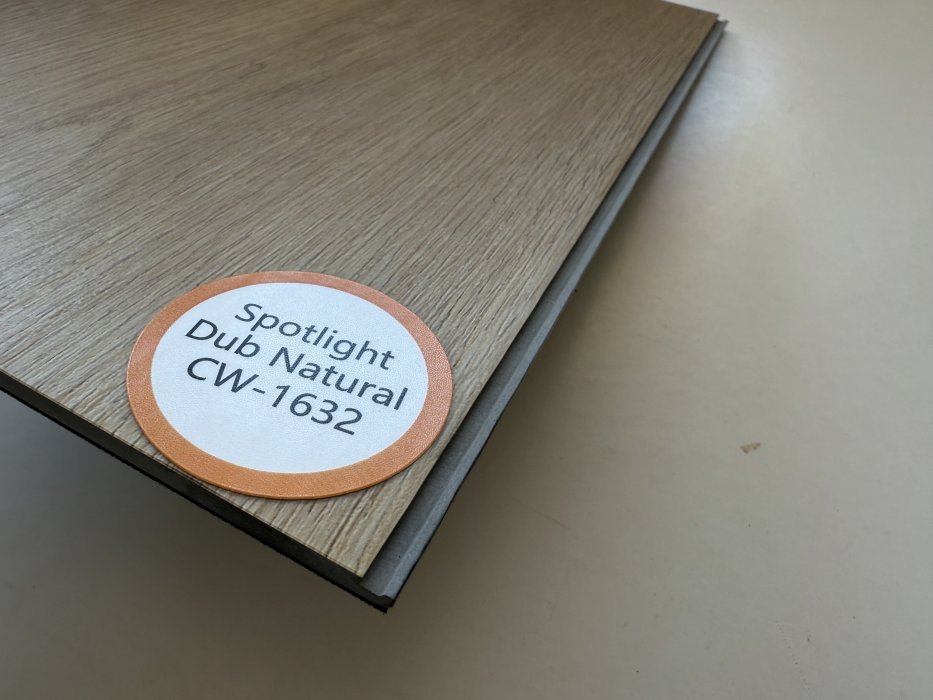 Spotlight
Dub Natural
CW-1632